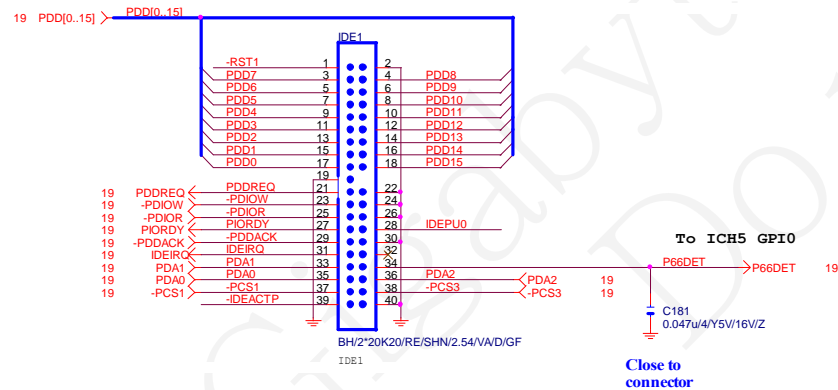 19 PDD[0..15] PDD[0..15]
IDE1
-RST1 1 2
PDD7 3 4 PDD8
PDD6 5 6 PDD9
PDD5 7 8 PDD10
PDD4 9 10 PDD11
PDD3 11 12 PDD12
PDD2 13 14 PDD13
PDD1 15 16 PDD14
PDD0 17 18 PDD15
19
19 PDDREQ PDDREQ 21 22
19 -PDIOW -PDIOW 23 24
19 -PDIOR -PDIOR 25 26
19 PIORDY PIORDY 27 28 IDEPU0
19 -PDDACK -PDDACK 29 30
19 IDEIRQ IDEIRQ 31 32
To ICH5 GPI0
19 PDA1 PDA1 33 34 P66DET P66DET 19
19 PDA0 PDA0 35 36 PDA2 PDA2 19
19 -PCS1 -PCS1 37 38 -PCS3 -PCS3 19
-IDEACTP 39 40
C181
0.047u/4/Y5V/16V/Z
BH/2*20K20/RE/SHN/2.54/VA/D/GF
IDE1
Close to
connector
Gigaby
Do